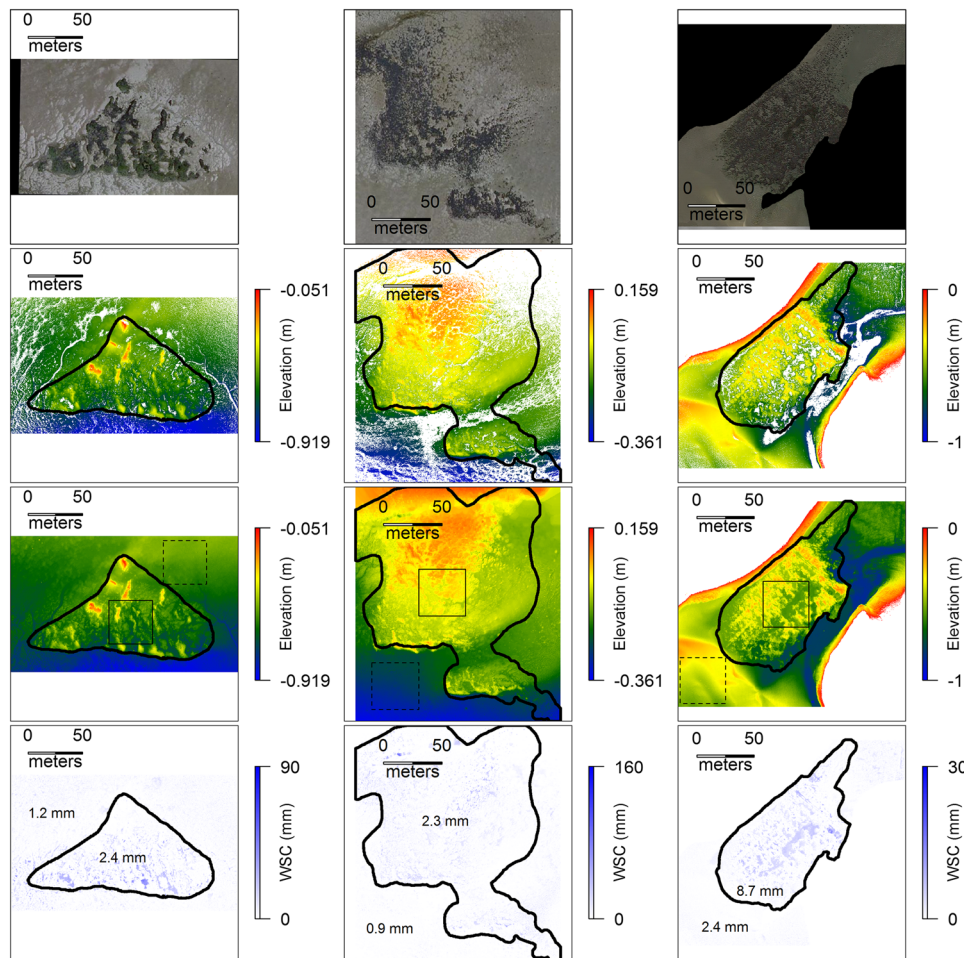 0 50
meters
0 50
meters
0 50
meters
0 50
meters
-0.051
Elevation (m)
-0.919
0 50
meters
0.159
Elevation (m)
-0.361
0 50
meters
0
Elevation (m)
-1
0 50
meters
-0.051
Elevation (m)
-0.919
0 50
meters
0.159
Elevation (m)
-0.361
0 50
meters
0
Elevation (m)
-1
0 50
meters
1.2 mm
2.4 mm
90
WSC (mm)
0
0 50
meters
2.3 mm
0.9 mm
160
WSC (mm)
0
0 50
meters
8.7 mm
2.4 mm
30
WSC (mm)
0